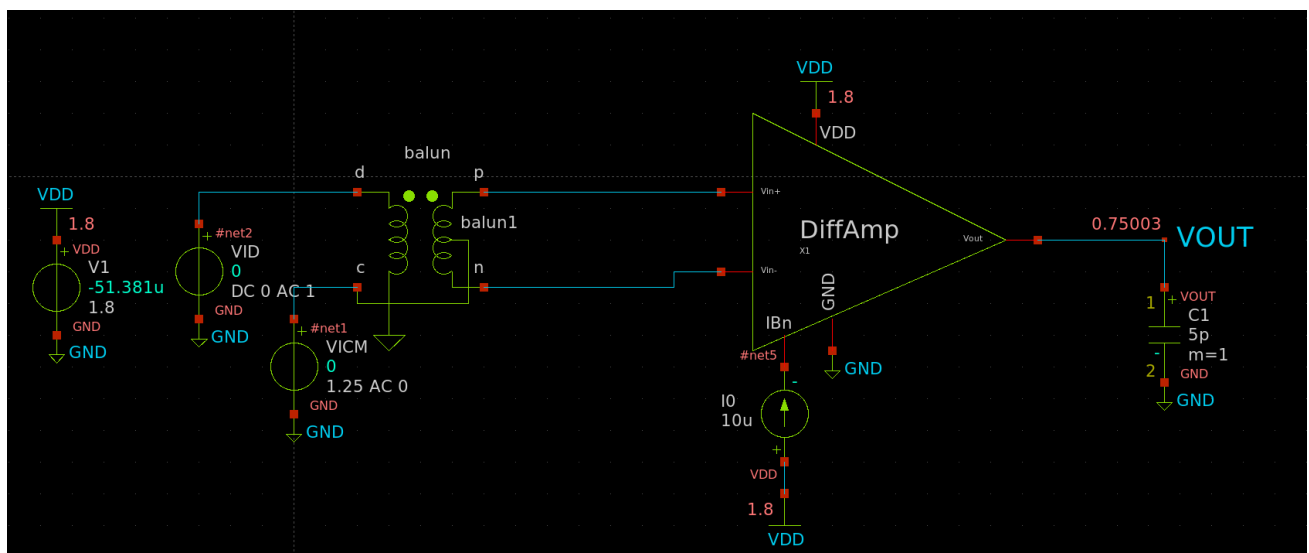 VDD
1.8
VDD
V1
-51.381u
1.8
GND
GND
#net2
VID
0
DC 0 AC 1
GND
GND
#net1
VICM
0
1.25 AC 0
GND
GND
balun
d
p
balun1
c
n
VDD
1.8
VDD
Vin+
DiffAmp
X1
Vout
Vin-
GND
IBn
#net5
GND
I0
10u
VDD
1.8
VDD
0.75003
VOUT
1
VOUT
C1
5p
m=1
2
GND
GND